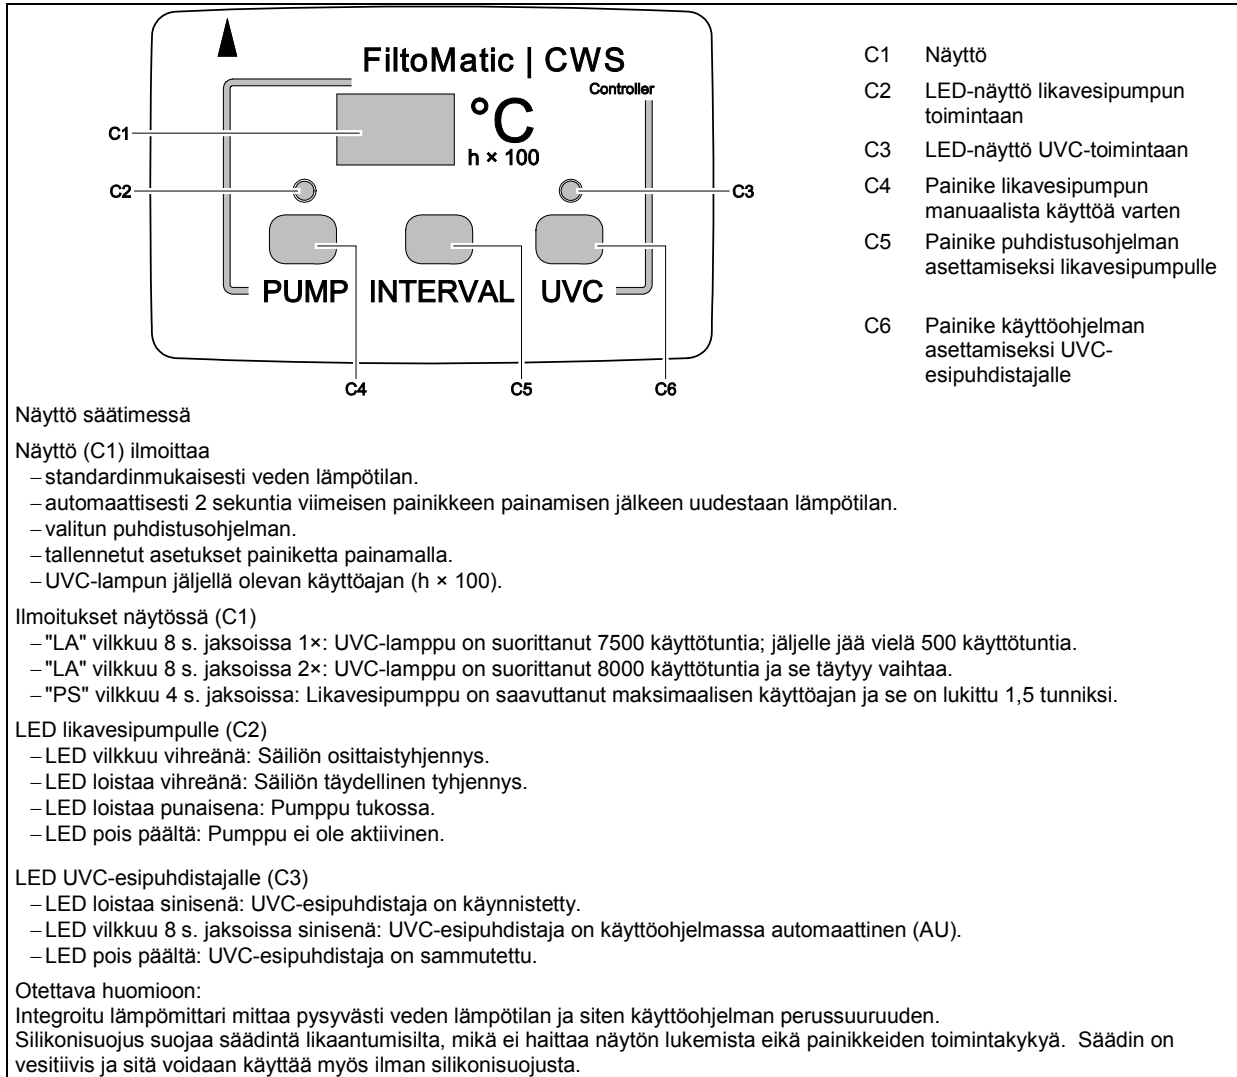 FiltoMatic | CWS
Controller
°C
h × 100
C1
C2
C3
PUMP INTERVAL UVC
C4
C5
C6
C1 Näyttö
C2 LED-näyttö likavesipumpun
toimintaan
C3 LED-näyttö UVC-toimintaan
C4 Painike likavesipumpun
manuaalista käyttöä varten
C5 Painike puhdistusohjelman
asettamiseksi likavesipumpulle
C6 Painike käyttöohjelman
asettamiseksi UVC-
esipuhdistajalle
Näyttö säätimessä
Näyttö (C1) ilmoittaa
– standardinmukaisesti veden lämpötilan.
– automaattisesti 2 sekuntia viimeisen painikkeen painamisen jälkeen uudestaan lämpötilan.
– valitun puhdistusohjelman.
– tallennetut asetukset painiketta painamalla.
– UVC-lampun jäljellä olevan käyttöajan (h × 100).
Ilmoitukset näytössä (C1)
– "LA" vilkkuu 8 s. jaksoissa 1×: UVC-lamppu on suorittanut 7500 käyttötuntia; jäljelle jää vielä 500 käyttötuntia.
– "LA" vilkkuu 8 s. jaksoissa 2×: UVC-lamppu on suorittanut 8000 käyttötuntia ja se täytyy vaihtaa.
– "PS" vilkkuu 4 s. jaksoissa: Likavesipumppu on saavuttanut maksimaalisen käyttöajan ja se on lukittu 1,5 tunniksi.
LED likavesipumpulle (C2)
– LED vilkkuu vihreänä: Säiliön osittaistyhjennys.
– LED loistaa vihreänä: Säiliön täydellinen tyhjennys.
– LED loistaa punaisena: Pumppu tukossa.
– LED pois päältä: Pumppu ei ole aktiivinen.
LED UVC-esipuhdistajalle (C3)
– LED loistaa sinisenä: UVC-esipuhdistaja on käynnistetty.
– LED vilkkuu 8 s. jaksoissa sinisenä: UVC-esipuhdistaja on käyttöohjelmassa automaattinen (AU).
– LED pois päältä: UVC-esipuhdistaja on sammutettu.
Otettava huomioon:
Integroitu lämpömittari mittaa pysyvästi veden lämpötilan ja siten käyttöohjelman perussuuruuden.
Silikonisuojus suojaa säädintä likaantumisilta, mikä ei haittaa näytön lukemista eikä painikkeiden toimintakykyä. Säädin on
vesitiivis ja sitä voidaan käyttää myös ilman silikonisuojusta.